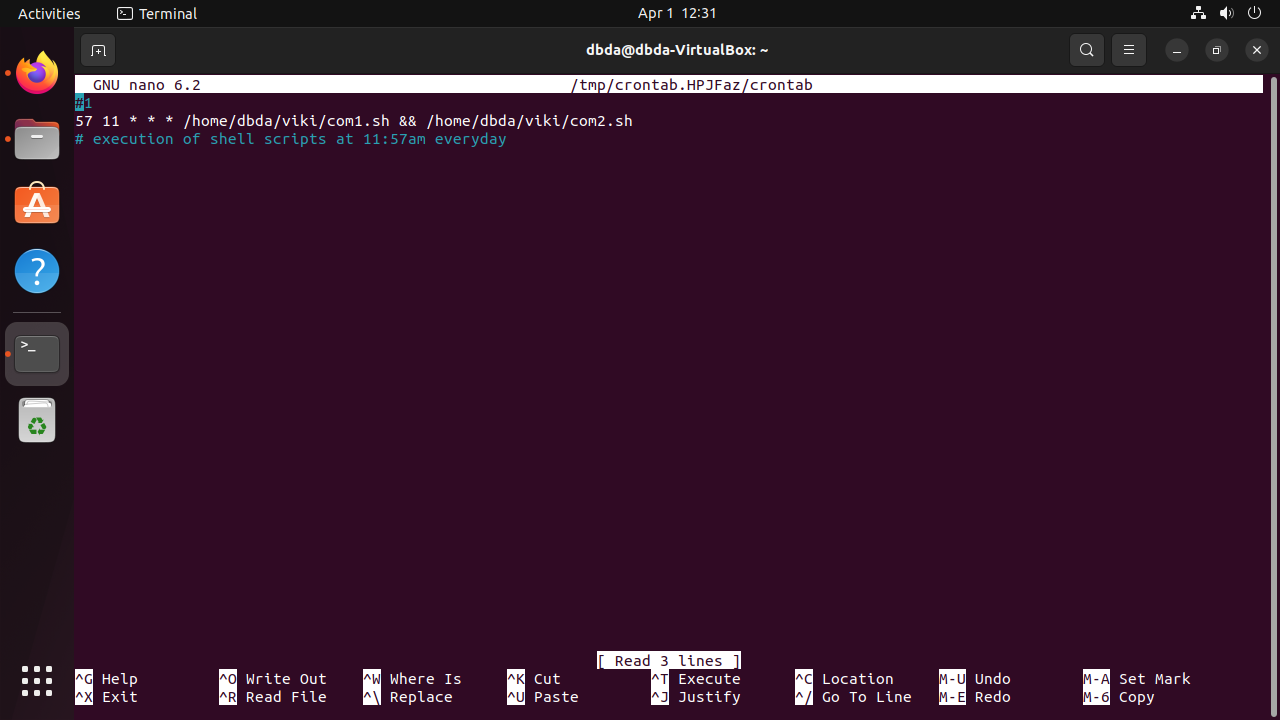 Activities Terminal Apr 1 12:31
dbda@dbda-VirtualBox: ~
GNU nano 6.2 /tmp/crontab.HPJFaz/crontab
#1
57 11 * * * /home/dbda/viki/com1.sh && /home/dbda/viki/com2.sh
# execution of shell scripts at 11:57am everyday
[ Read 3 lines ]
^G Help ^O Write Out ^W Where Is ^K Cut ^T Execute ^C Location M-U Undo M-A Set Mark
^X Exit ^R Read File ^\ Replace ^U Paste ^J Justify ^/ Go To Line M-E Redo M-6 Copy